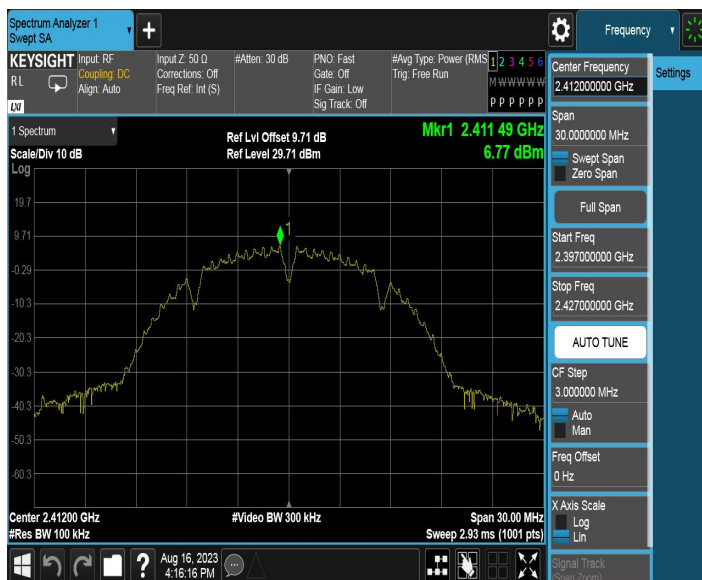 Spectrum Analyzer 1
Swept SA
+
Frequency
KEYSIGHT
RL
LXI
Input: RF
Coupling: DC
Align: Auto
Input Z: 50 Ω
Corrections: Off
Freq Ref: Int (S)
#Atten: 30 dB
PNO: Fast
Gate: Off
IF Gain: Low
Sig Track: Off
#Avg Type: Power (RMS
Trig: Free Run
1 2 3 4 5 6
M W W W W W
P P P P P P
1 Spectrum
Scale/Div 10 dB
Log
Ref Lvl Offset 9.71 dB
Ref Level 29.71 dBm
Mkr1 2.411 49 GHz
6.77 dBm
1
19.7
9.71
-0.29
-10.3
-20.3
-30.3
-40.3
-50.3
-60.3
Center 2.41200 GHz
#Res BW 100 kHz
#Video BW 300 kHz
Span 30.00 MHz
Sweep 2.93 ms (1001 pts)
Center Frequency
2.412000000 GHz
Settings
Span
30.0000000 MHz
Swept Span
Zero Span
Full Span
Start Freq
2.397000000 GHz
Stop Freq
2.427000000 GHz
AUTO TUNE
CF Step
3.000000 MHz
Auto
Man
Freq Offset
0 Hz
X Axis Scale
Log
Lin
Signal Track
(Span Zoom)
?
Aug 16, 2023
4:16:16 PM